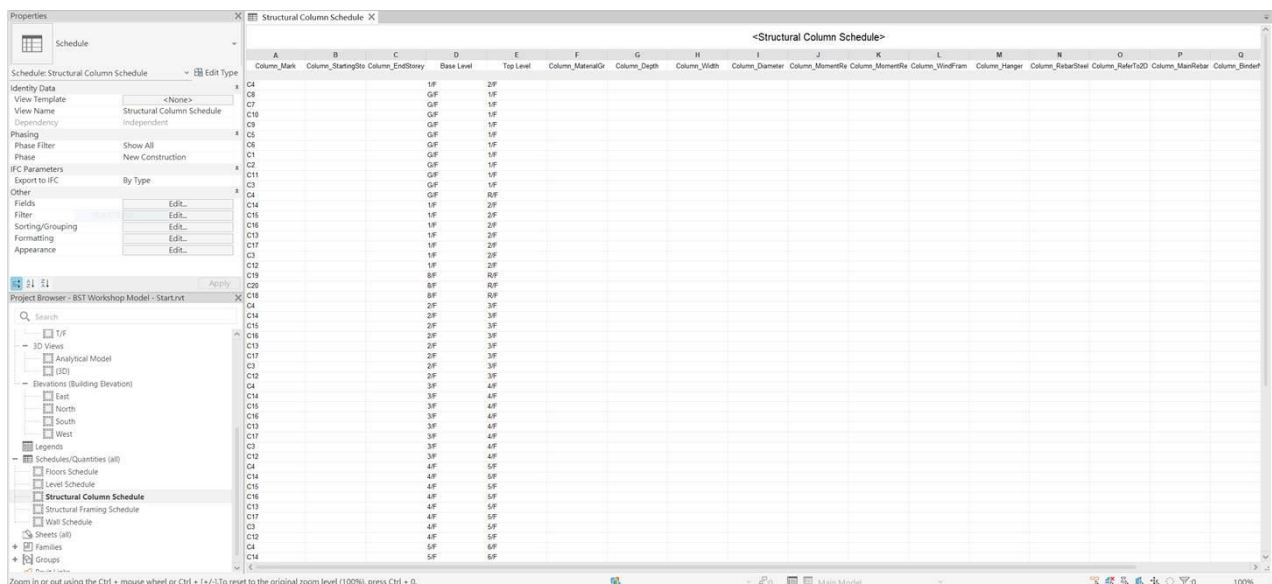 Properties
Structural Column Schedule
Schedule
Schedule: Structural Column Schedule
Edit Type
Identity Data
View Template <None>
View Name Structural Column Schedule
Dependency Independent
Phasing
Phase Filter Show All
Phase New Construction
IFC Parameters
Export to IFC By Type
Other
Fields Edit...
Filter Edit...
Sorting/Grouping Edit...
Formatting Edit...
Appearance Edit...
Apply
Project Browser - BST Workshop Model - Start.rvt
Search
T/F
3D Views
Analytical Model
{3D}
Elevations (Building Elevation)
East
North
South
West
Legends
Schedules/Quantities (all)
Floors Schedule
Level Schedule
Structural Column Schedule
Structural Framing Schedule
Wall Schedule
Sheets (all)
Families
Groups
<Structural Column Schedule>
A B C D E F G H I J K L M N O P Q
Column_Mark Column_StartingSto Column_EndStorey Base Level Top Level Column_MaterialGr Column_Depth Column_Width Column_Diameter Column_MomentRe Column_MomentRe Column_WindFram Column_Hanger Column_RebarSteel Column_ReferTo2D Column_MainRebar Column_Binder
C4 1/F 2/F
C8 G/F 1/F
C7 G/F 1/F
C10 G/F 1/F
C9 G/F 1/F
C5 G/F 1/F
C6 G/F 1/F
C1 G/F 1/F
C2 G/F 1/F
C11 G/F 1/F
C3 G/F 1/F
C4 G/F R/F
C14 1/F 2/F
C15 1/F 2/F
C16 1/F 2/F
C13 1/F 2/F
C17 1/F 2/F
C3 1/F 2/F
C12 1/F 2/F
C19 8/F R/F
C20 8/F R/F
C18 8/F R/F
C4 2/F 3/F
C14 2/F 3/F
C15 2/F 3/F
C16 2/F 3/F
C13 2/F 3/F
C17 2/F 3/F
C3 2/F 3/F
C12 2/F 3/F
C4 3/F 4/F
C14 3/F 4/F
C15 3/F 4/F
C16 3/F 4/F
C13 3/F 4/F
C17 3/F 4/F
C3 3/F 4/F
C12 3/F 4/F
C4 4/F 5/F
C14 4/F 5/F
C15 4/F 5/F
C16 4/F 5/F
C13 4/F 5/F
C17 4/F 5/F
C3 4/F 5/F
C12 4/F 5/F
C4 5/F 6/F
C14 5/F 6/F
Zoom in or out using the Ctrl + mouse wheel or Ctrl + [+/-].To reset to the original zoom level (100%), press Ctrl + 0.
:0 Main Model :0 100%